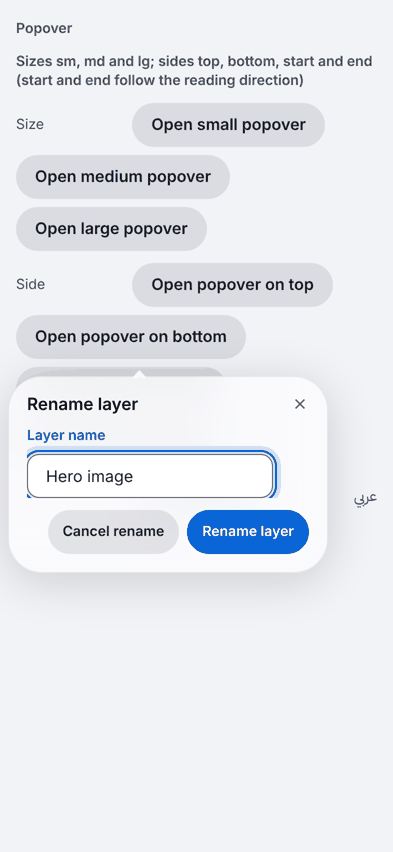 Popover
Sizes sm, md and lg; sides top, bottom, start and end
(start and end follow the reading direction)
Size
Open small popover
Open medium popover
Open large popover
Side
Open popover on top
Open popover on bottom
Rename layer
Layer name
Hero image
عربي
Cancel rename
Rename layer